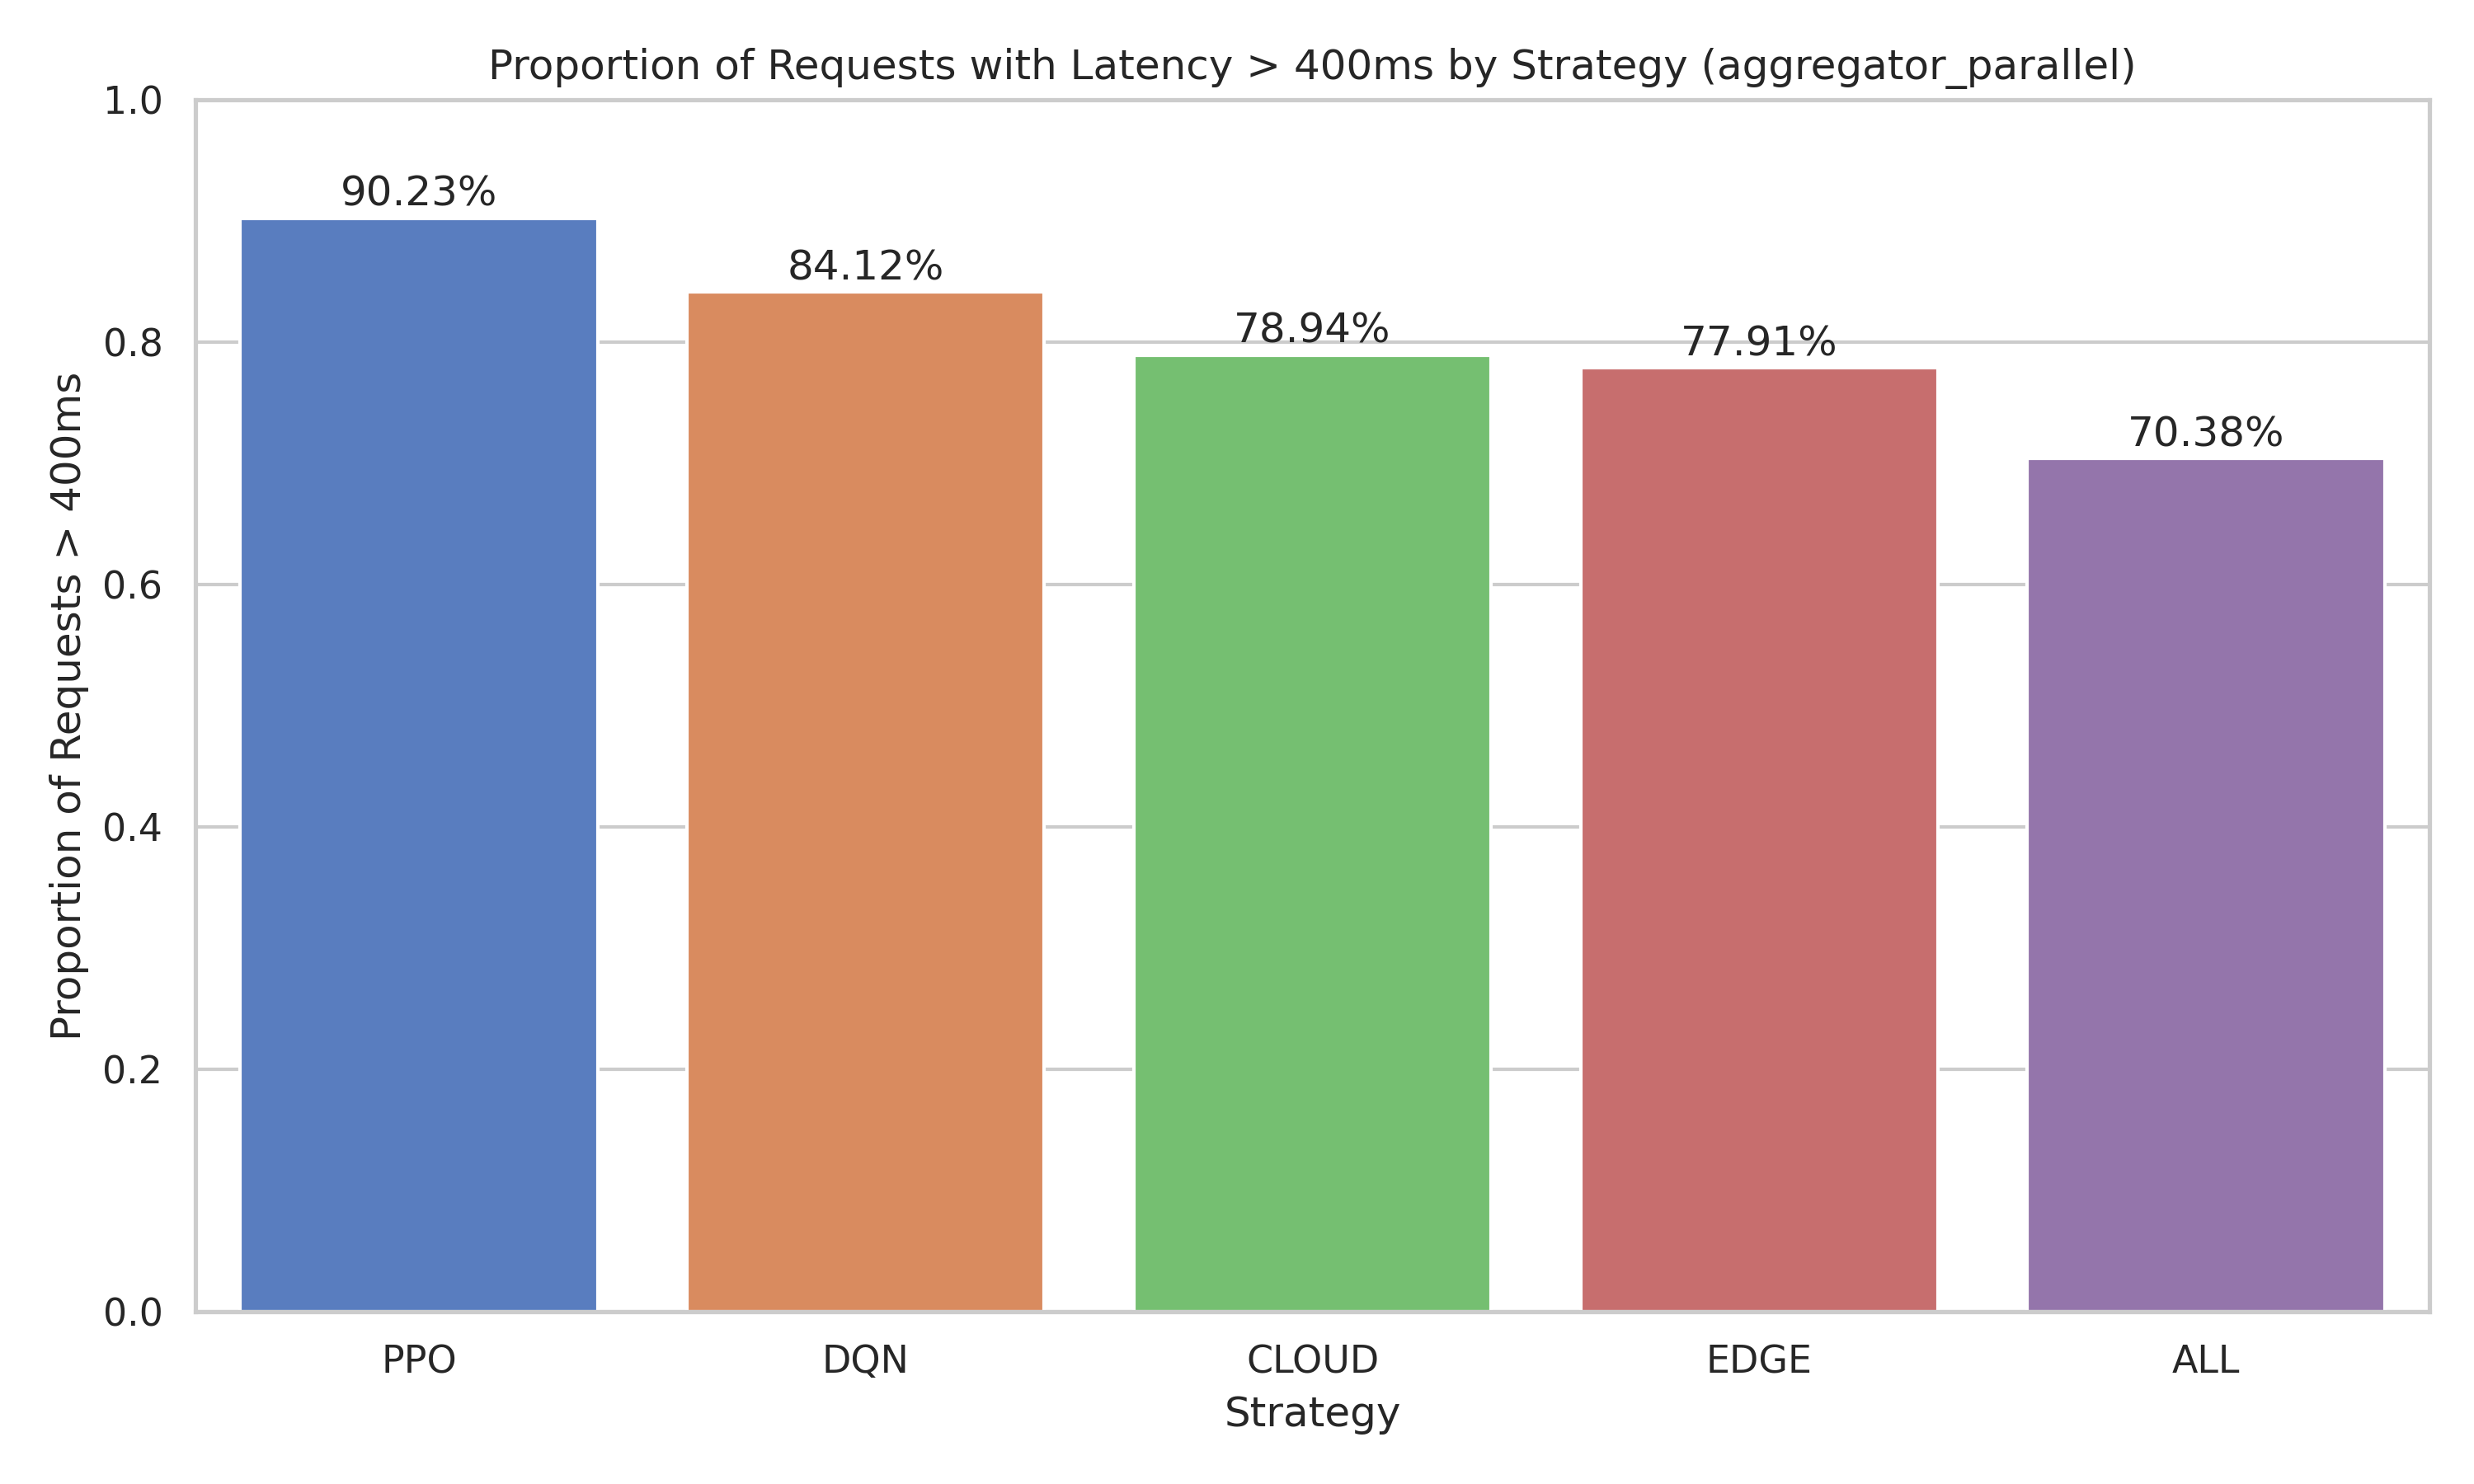 Proportion of Requests with Latency > 400ms by Strategy (aggregator_parallel)
Proportion of Requests > 400ms
1.0
0.8
0.6
0.4
0.2
0.0
90.23%
84.12%
78.94%
77.91%
70.38%
PPO
DQN
CLOUD
EDGE
ALL
Strategy